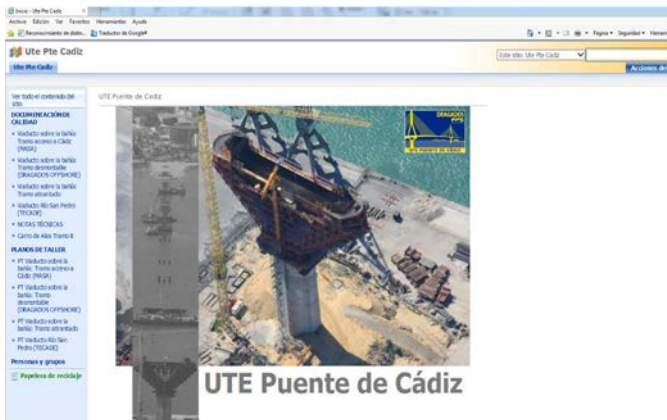 Inicio - Ute Pte Cadiz
Archivo Edición Ver Favoritos Herramientas Ayuda
Traductor de Google
Página Seguridad
Ute Pte Cadiz
Este sitio: Ute Pte Cadiz
Ute Pte Cadiz
Acciones del
Ver todo el contenido del
sitio
UTE Puente de Cádiz
DOCUMENTACIÓN DE
CALIDAD
Viaducto sobre la bahía:
Tramo acceso a Cádiz
(MASA)
Viaducto sobre la bahía:
Tramo desmontable
(DRAGADOS OFFSHORE)
Viaducto sobre la bahía:
Tramo atirantado
Viaducto Río San Pedro
(TECADE)
NOTAS TÉCNICAS
Carro de Alas Tramo 8
PLANOS DE TALLER
PT Viaducto sobre la
bahía: Tramo acceso a
Cádiz (MASA)
PT Viaducto sobre la
bahía: Tramo
desmontable
(DRAGADOS OFFSHORE)
PT Viaducto sobre la
bahía: Tramo atirantado
PT Viaducto Río San
Pedro (TECADE)
Personas y grupos
Papelera de reciclaje
DRAGADOS
UTE PUENTE DE CÁDIZ
UTE Puente de Cádiz